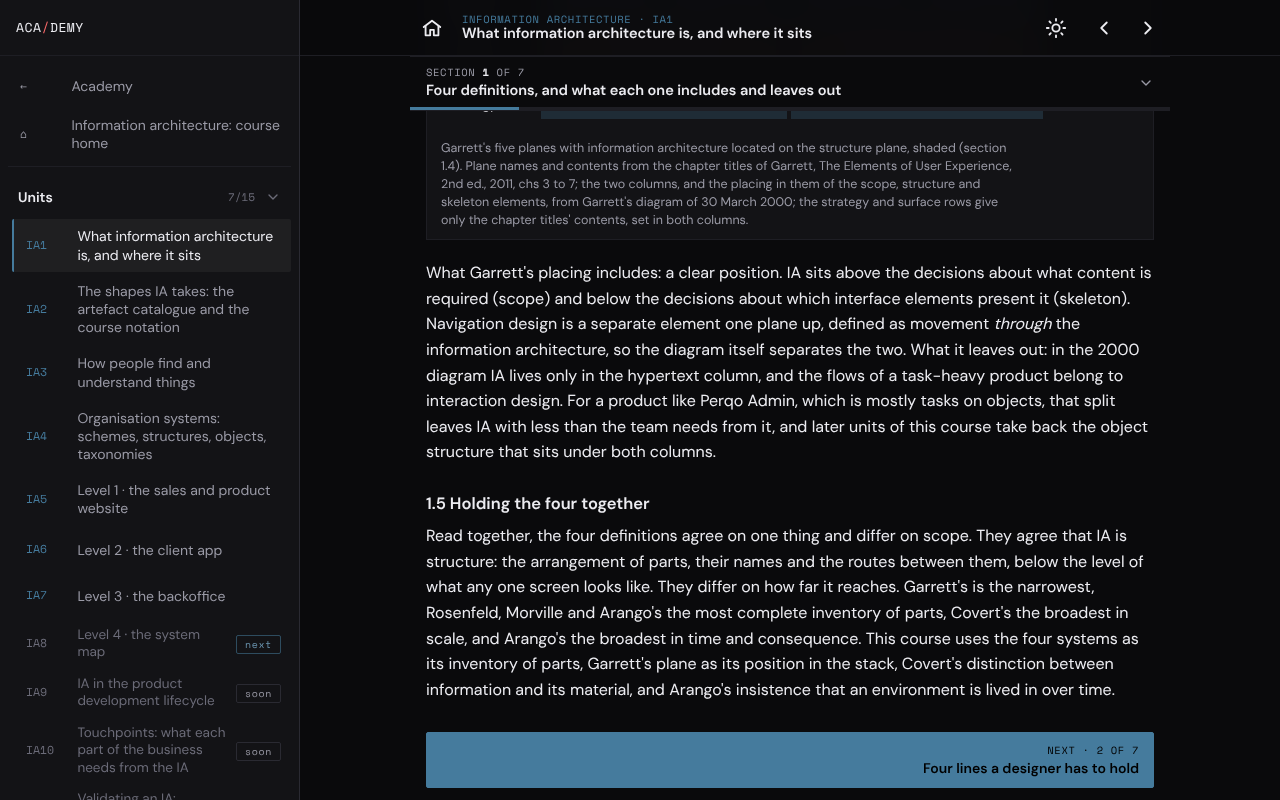 ACA/DEMY
←
Academy
⌂
Information architecture: course
home
Units
7/15
IA1
What information architecture
is, and where it sits
IA2
The shapes IA takes: the
artefact catalogue and the
course notation
IA3
How people find and
understand things
IA4
Organisation systems:
schemes, structures, objects,
taxonomies
IA5
Level 1 · the sales and product
website
IA6
Level 2 · the client app
IA7
Level 3 · the backoffice
IA8
Level 4 · the system
map
next
IA9
IA in the product
development lifecycle
soon
IA10
Touchpoints: what each
part of the business
needs from the IA
soon
Validating an IA:
INFORMATION ARCHITECTURE · IA1
What information architecture is, and where it sits
SECTION 1 OF 7
Four definitions, and what each one includes and leaves out
Garrett's five planes with information architecture located on the structure plane, shaded (section
1.4). Plane names and contents from the chapter titles of Garrett, The Elements of User Experience,
2nd ed., 2011, chs 3 to 7; the two columns, and the placing in them of the scope, structure and
skeleton elements, from Garrett's diagram of 30 March 2000; the strategy and surface rows give
only the chapter titles' contents, set in both columns.
What Garrett's placing includes: a clear position. IA sits above the decisions about what content is
required (scope) and below the decisions about which interface elements present it (skeleton).
Navigation design is a separate element one plane up, defined as movement through the
information architecture, so the diagram itself separates the two. What it leaves out: in the 2000
diagram IA lives only in the hypertext column, and the flows of a task-heavy product belong to
interaction design. For a product like Perqo Admin, which is mostly tasks on objects, that split
leaves IA with less than the team needs from it, and later units of this course take back the object
structure that sits under both columns.
1.5 Holding the four together
Read together, the four definitions agree on one thing and differ on scope. They agree that IA is
structure: the arrangement of parts, their names and the routes between them, below the level of
what any one screen looks like. They differ on how far it reaches. Garrett's is the narrowest,
Rosenfeld, Morville and Arango's the most complete inventory of parts, Covert's the broadest in
scale, and Arango's the broadest in time and consequence. This course uses the four systems as
its inventory of parts, Garrett's plane as its position in the stack, Covert's distinction between
information and its material, and Arango's insistence that an environment is lived in over time.
NEXT · 2 OF 7
Four lines a designer has to hold